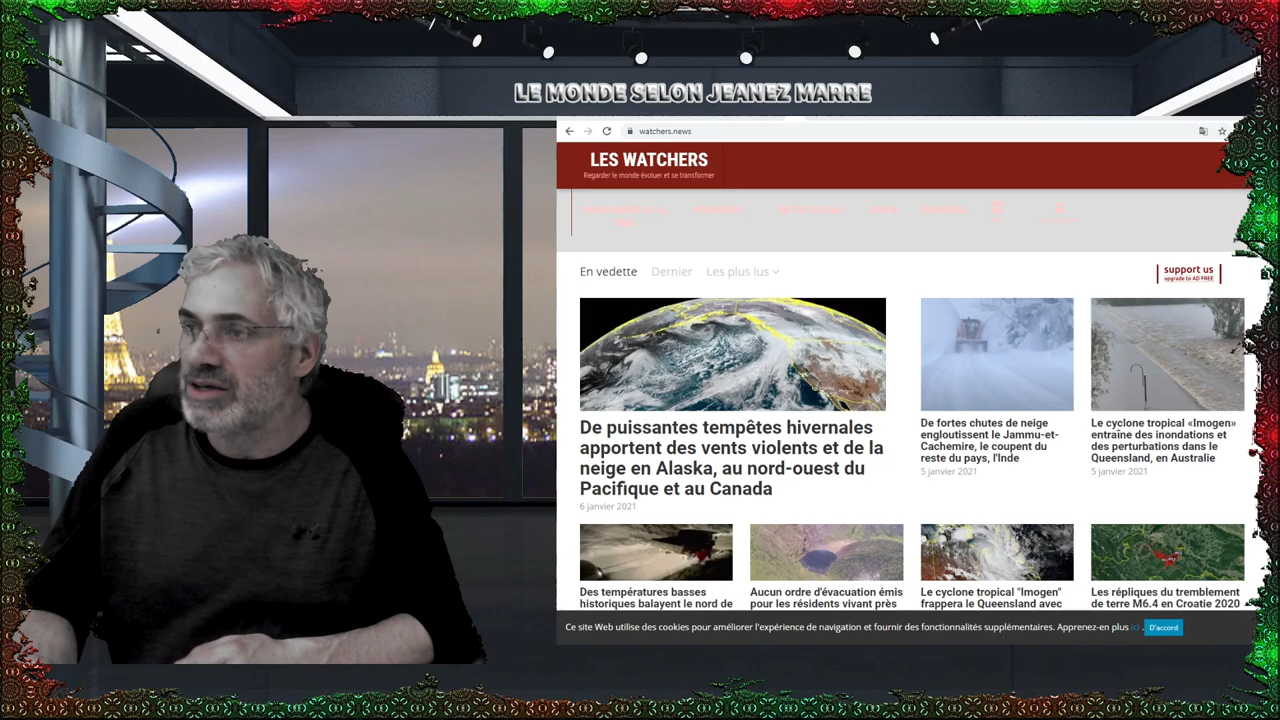 LE MONDE SELON JEANEZ MARRE
watchers.news
LES WATCHERS
Regarder le monde évoluer et se transformer
En vedette Dernier Les plus lus
support us
upgrade to AD FREE
De puissantes tempêtes hivernales
apportent des vents violents et de la
neige en Alaska, au nord-ouest du
Pacifique et au Canada
6 janvier 2021
De fortes chutes de neige
engloutissent le Jammu-et-
Cachemire, le coupent du
reste du pays, l'Inde
5 janvier 2021
Le cyclone tropical «Imogen»
entraîne des inondations et
des perturbations dans le
Queensland, en Australie
5 janvier 2021
Des températures basses
historiques balayent le nord de
Aucun ordre d'évacuation émis
pour les résidents vivant près
Le cyclone tropical "Imogen"
frappera le Queensland avec
Les répliques du tremblement
de terre M6.4 en Croatie 2020
Ce site Web utilise des cookies pour améliorer l'expérience de navigation et fournir des fonctionnalités supplémentaires. Apprenez-en plus ici . D'accord